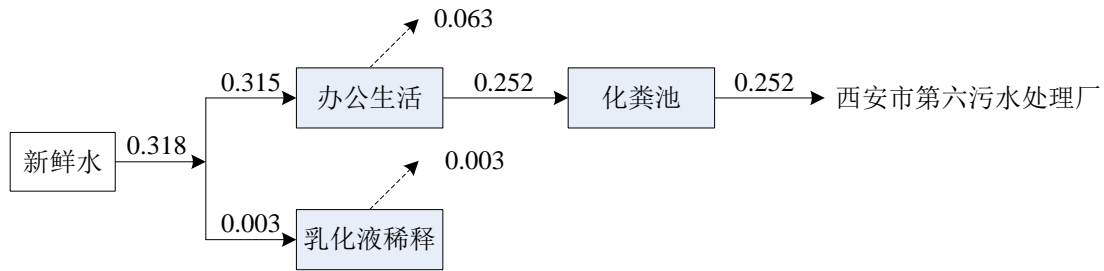 0.063
0.315
办公生活
0.252
化粪池
0.252
西安市第六污水处理厂
新鲜水
0.318
0.003
0.003
乳化液稀释